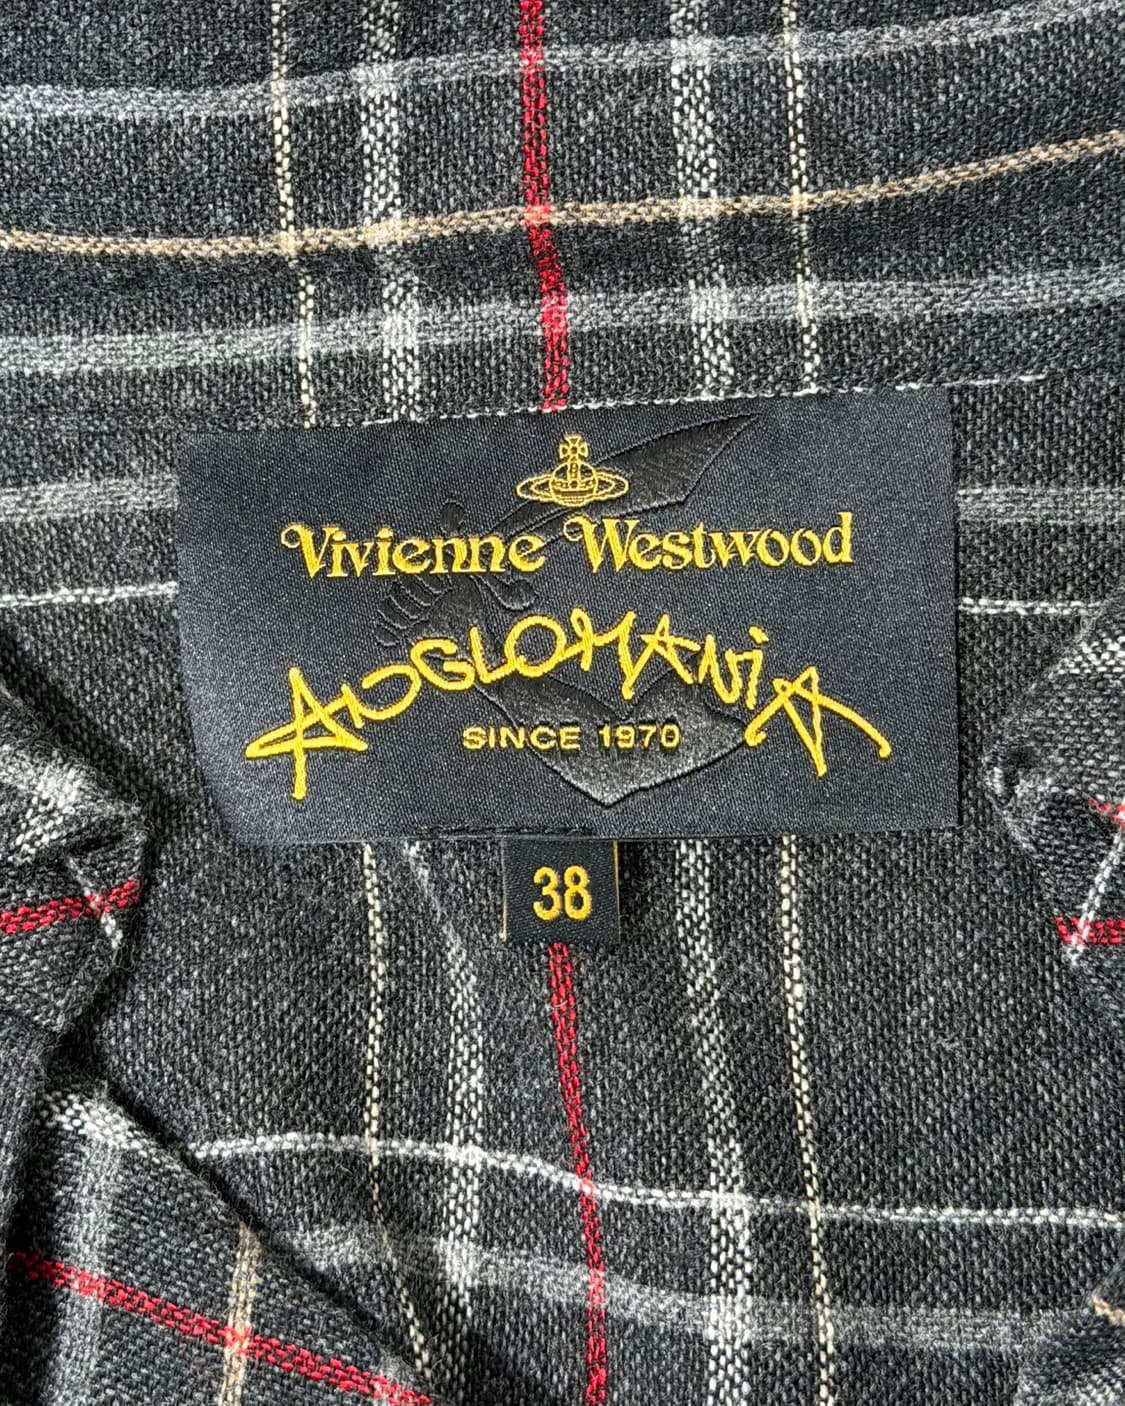 Vivienne Westwood
ANGLOMANIA
SINCE 1970
38